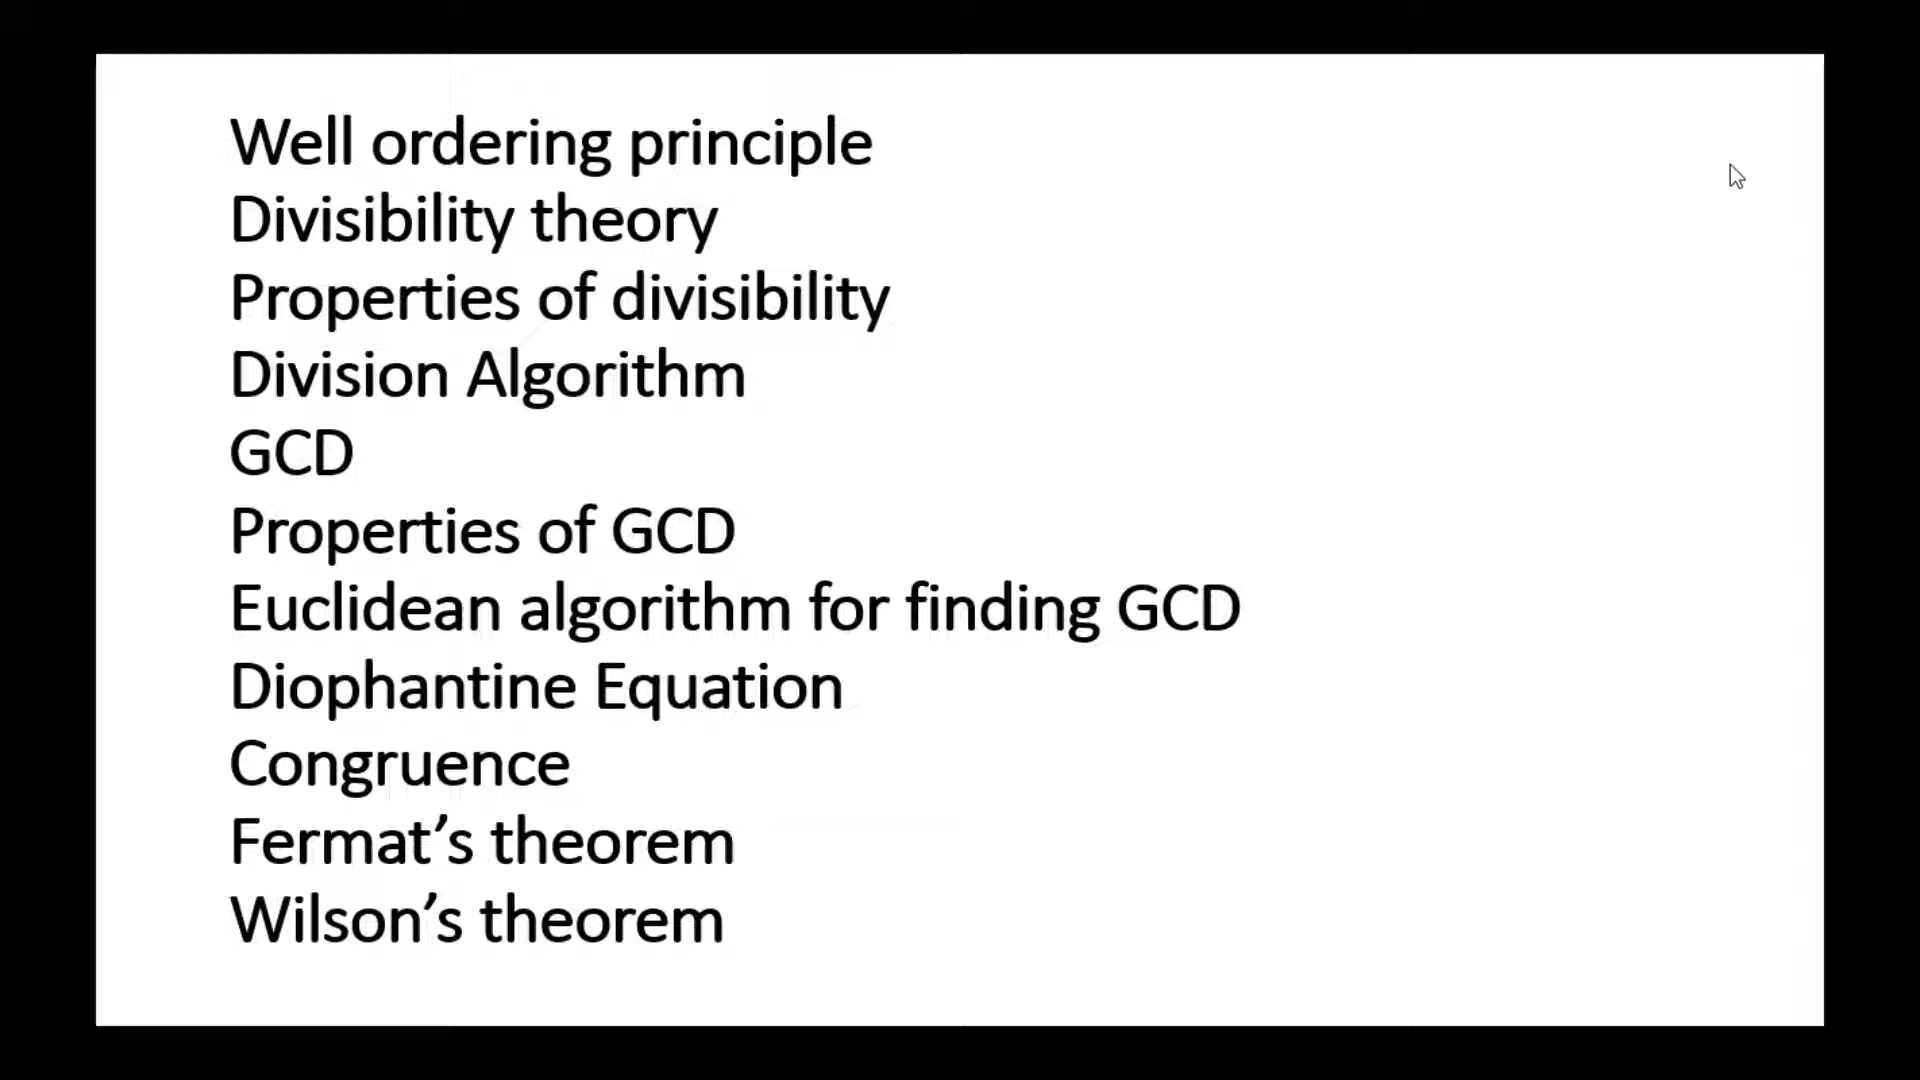 Well ordering principle
Divisibility theory
Properties of divisibility
Division Algorithm
GCD
Properties of GCD
Euclidean algorithm for finding GCD
Diophantine Equation
Congruence
Fermat’s theorem
Wilson’s theorem